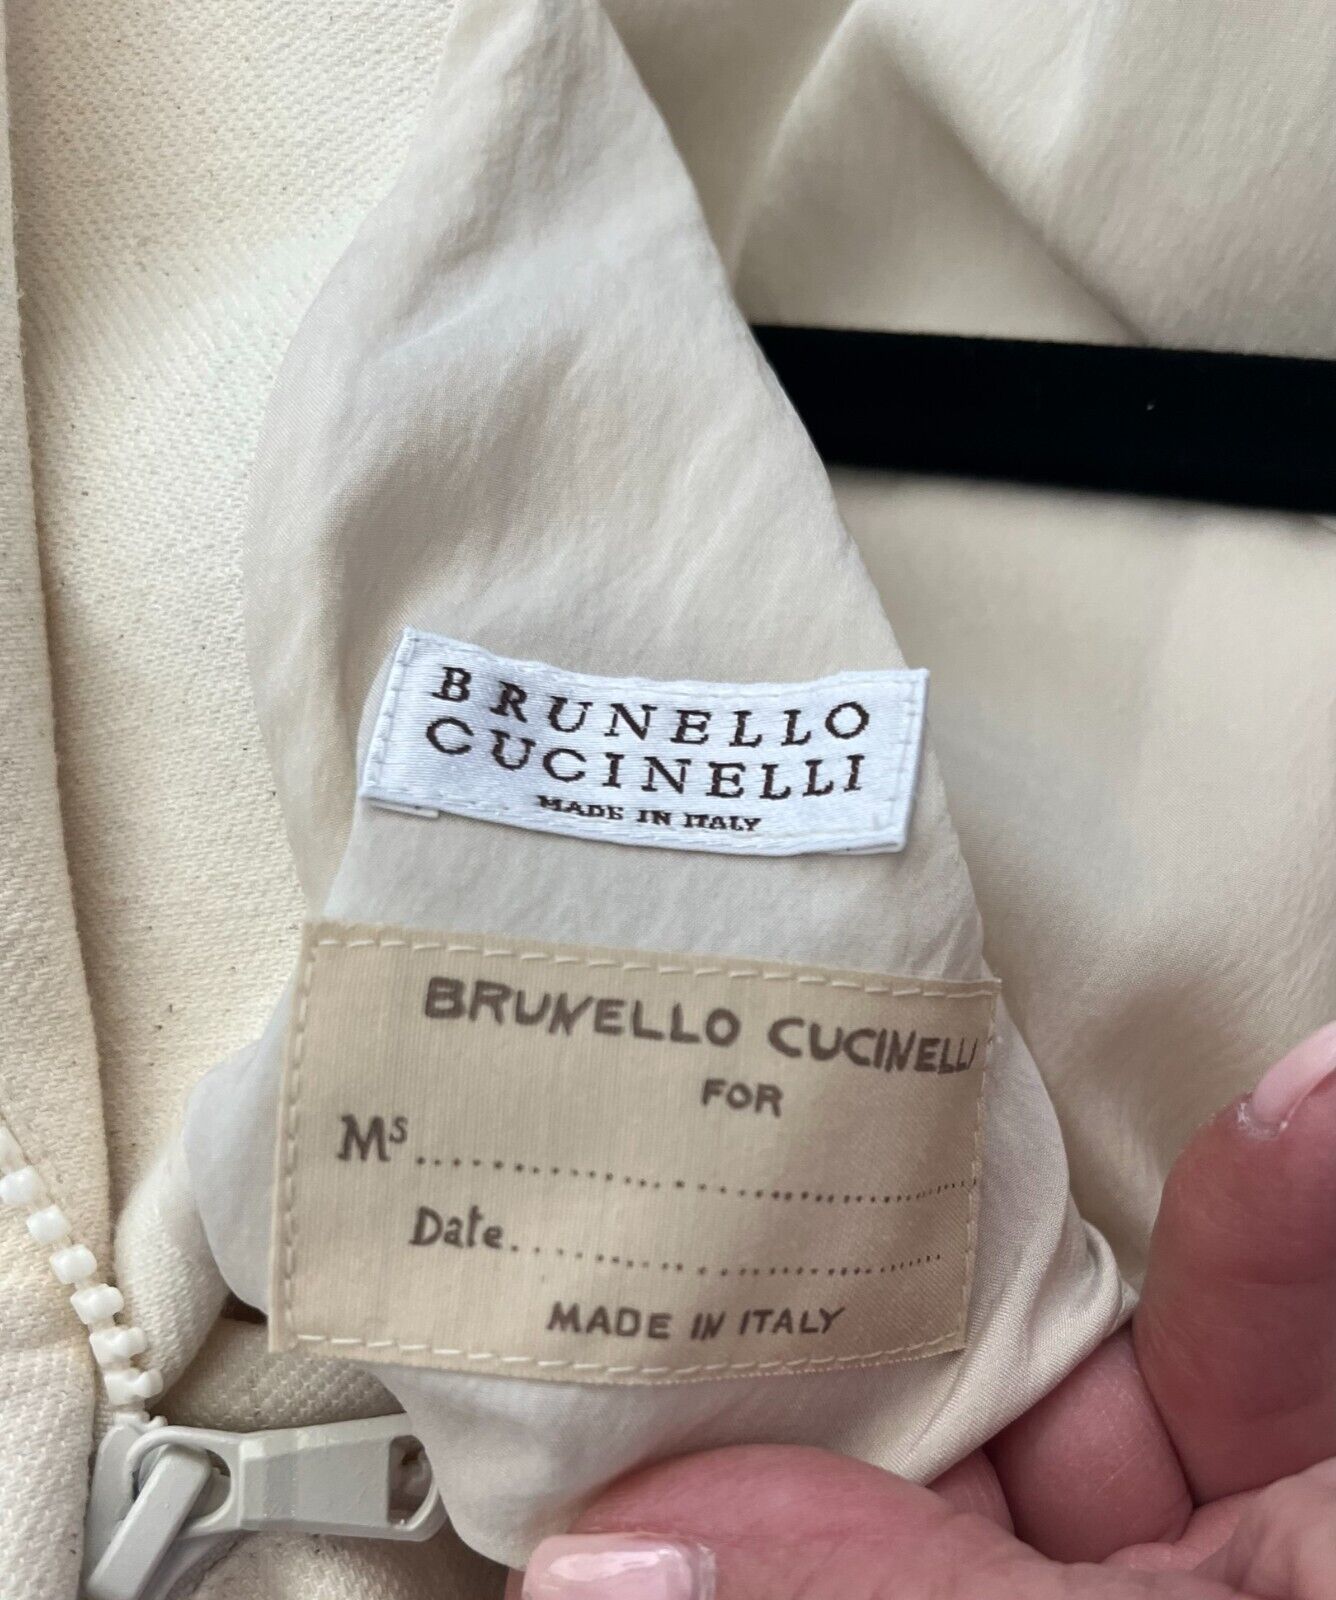 BRUNELLO
CUCINELLI
MADE IN ITALY
BRUNELLO CUCINELLI
FOR
Ms........................................
Date........................................
MADE IN ITALY